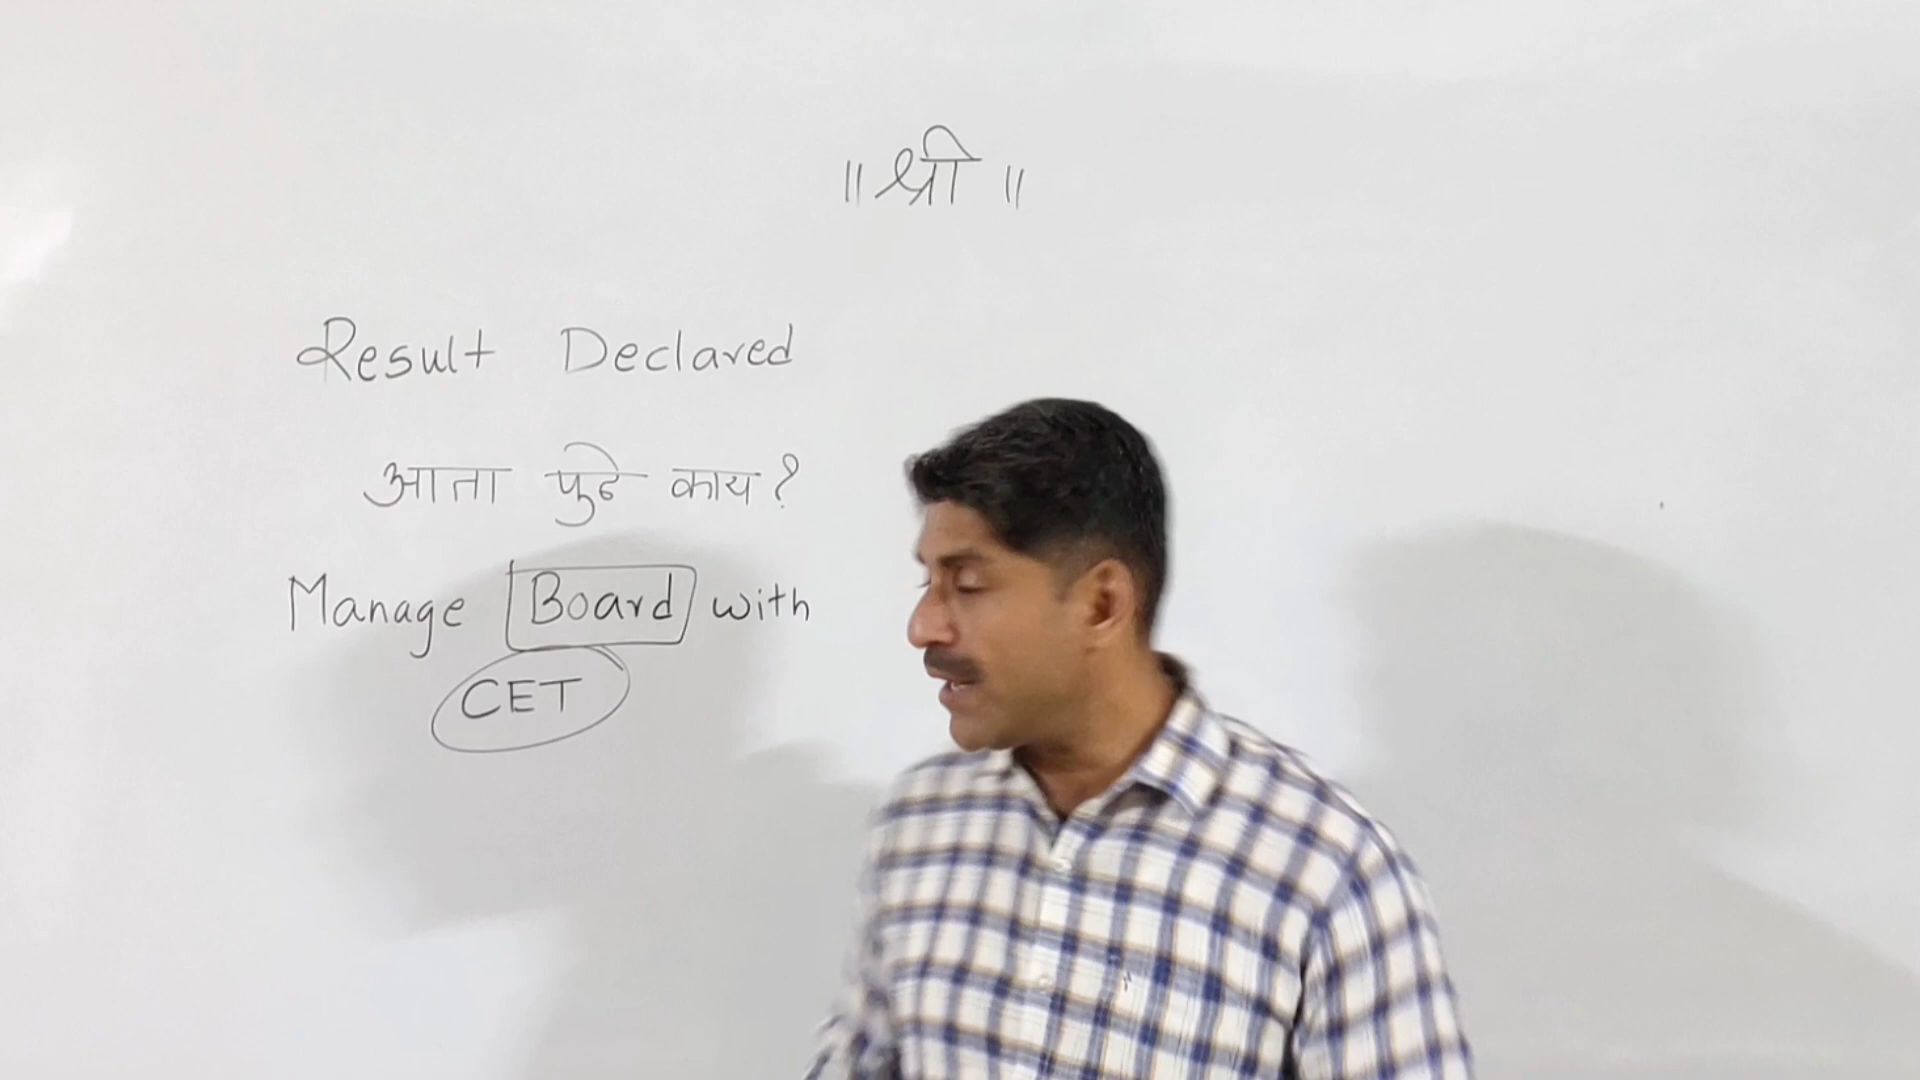 ॥ श्री ॥
Result Declared
आता पुढे काय?
Manage Board with
CET